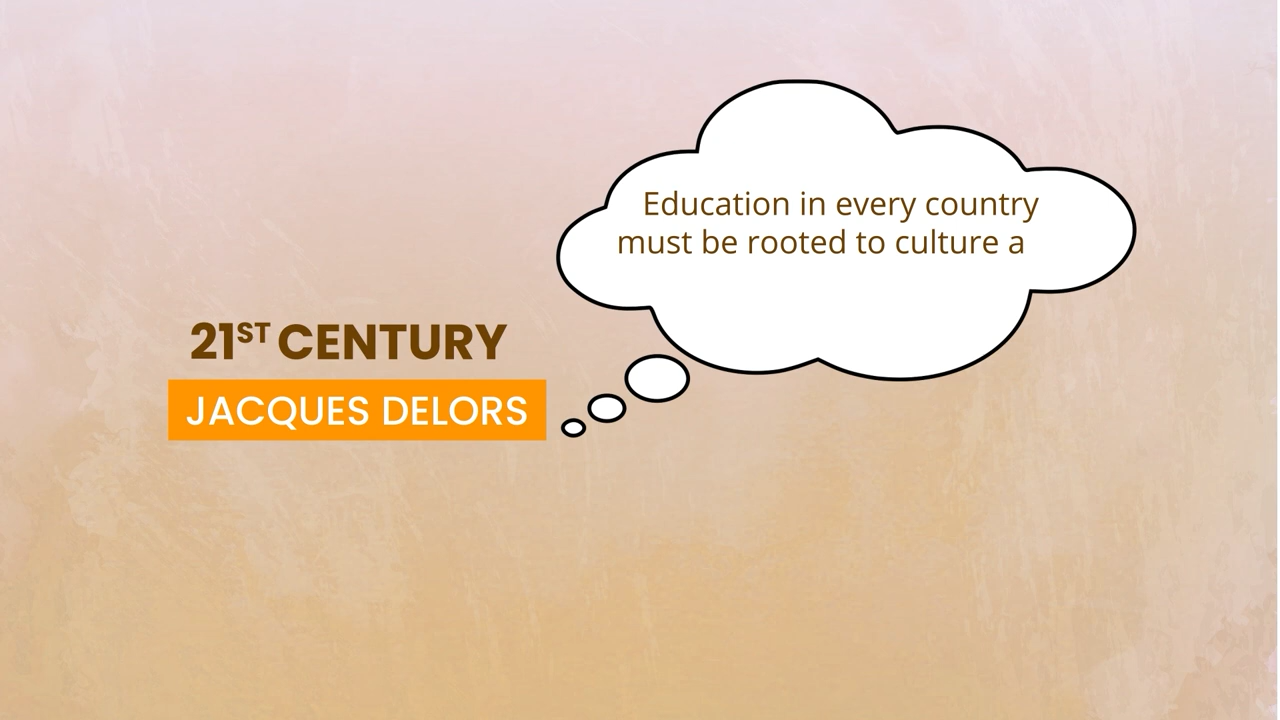 Education in every country
must be rooted to culture a
21ST CENTURY
JACQUES DELORS